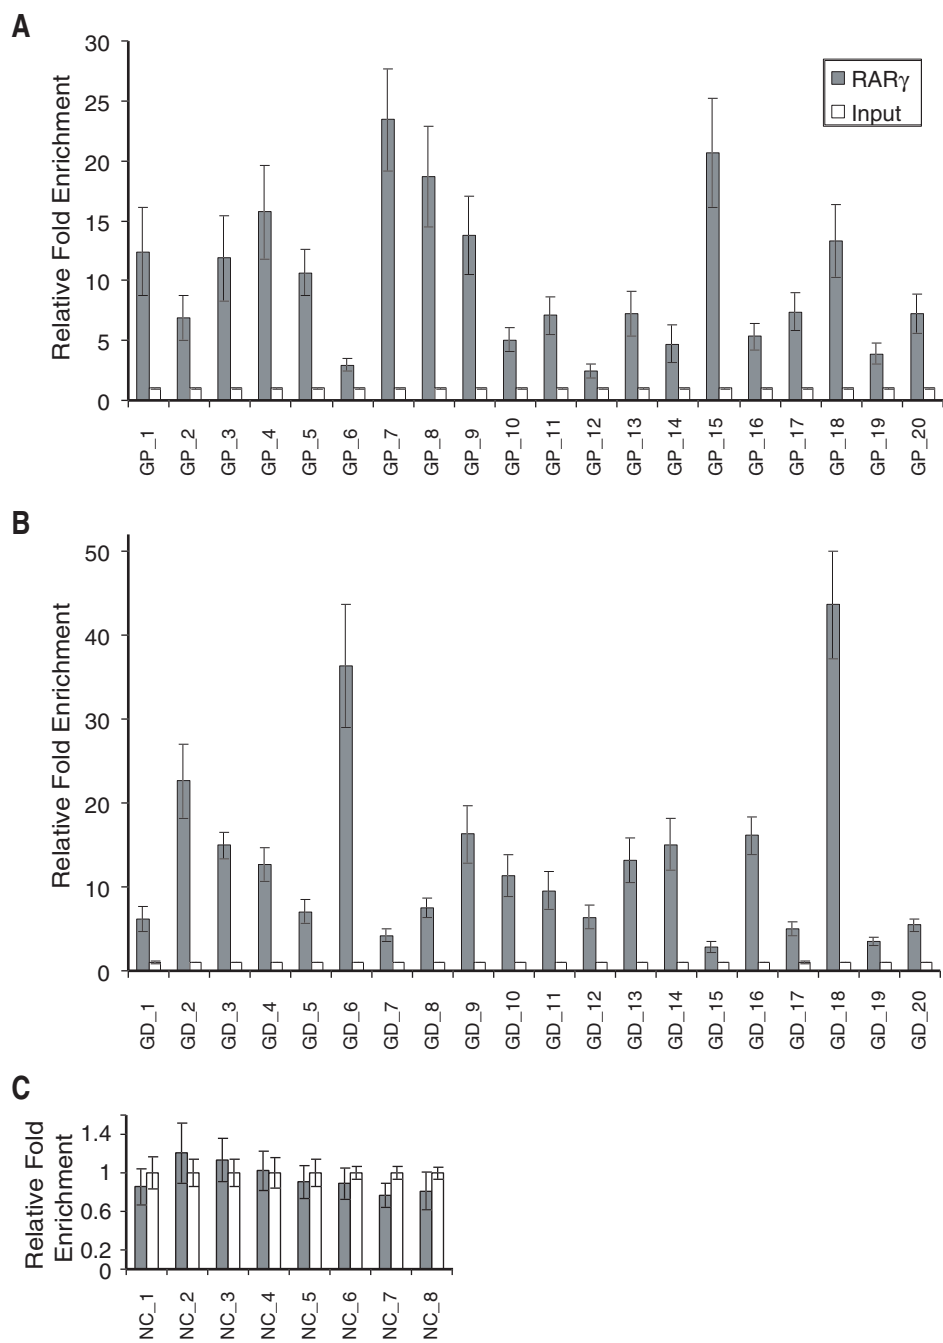 A
Relative Fold Enrichment
30
25
20
15
10
5
0
RARγ
Input
GP_1 GP_2 GP_3 GP_4 GP_5 GP_6 GP_7 GP_8 GP_9 GP_10 GP_11 GP_12 GP_13 GP_14 GP_15 GP_16 GP_17 GP_18 GP_19 GP_20
B
Relative Fold Enrichment
50
40
30
20
10
0
GD_1 GD_2 GD_3 GD_4 GD_5 GD_6 GD_7 GD_8 GD_9 GD_10 GD_11 GD_12 GD_13 GD_14 GD_15 GD_16 GD_17 GD_18 GD_19 GD_20
C
Relative Fold
Enrichment
1.4
1
0.6
0.2
0
NC_1 NC_2 NC_3 NC_4 NC_5 NC_6 NC_7 NC_8